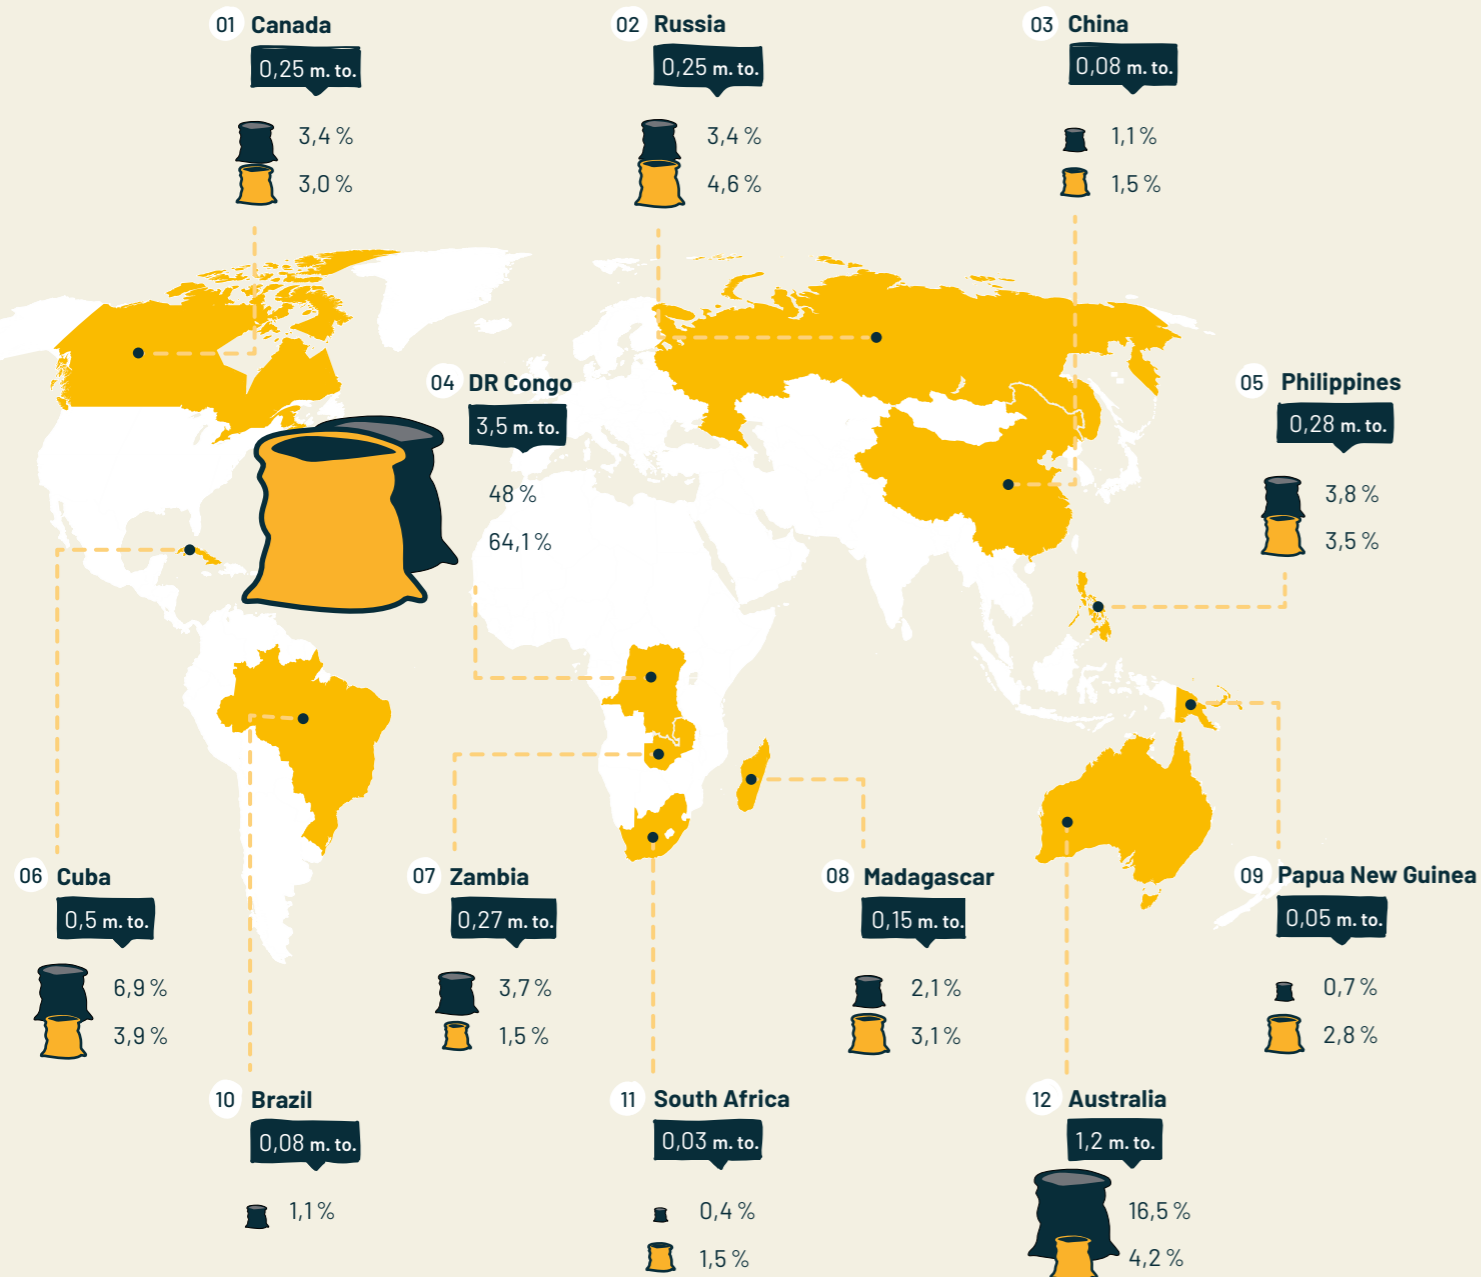 01 Canada
0,25 m. to.
3,4 %
3,0 %
02 Russia
0,25 m. to.
3,4 %
4,6 %
03 China
0,08 m. to.
1,1 %
1,5 %
04 DR Congo
3,5 m. to.
48 %
64,1 %
05 Philippines
0,28 m. to.
3,8 %
3,5 %
06 Cuba
0,5 m. to.
6,9 %
3,9 %
07 Zambia
0,27 m. to.
3,7 %
1,5 %
08 Madagascar
0,15 m. to.
2,1 %
3,1 %
09 Papua New Guinea
0,05 m. to.
0,7 %
2,8 %
10 Brazil
0,08 m. to.
1,1 %
11 South Africa
0,03 m. to.
0,4 %
1,5 %
12 Australia
1,2 m. to.
16,5 %
4,2 %